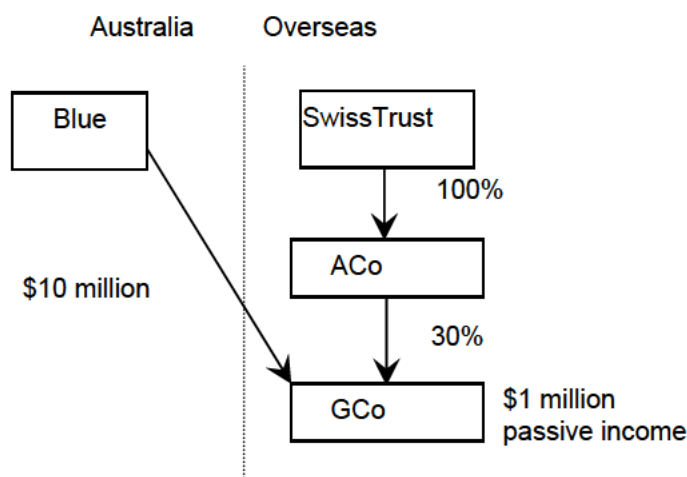 Australia Overseas
Blue
SwissTrust
100%
ACo
$10 million
30%
GCo
$1 million
passive income